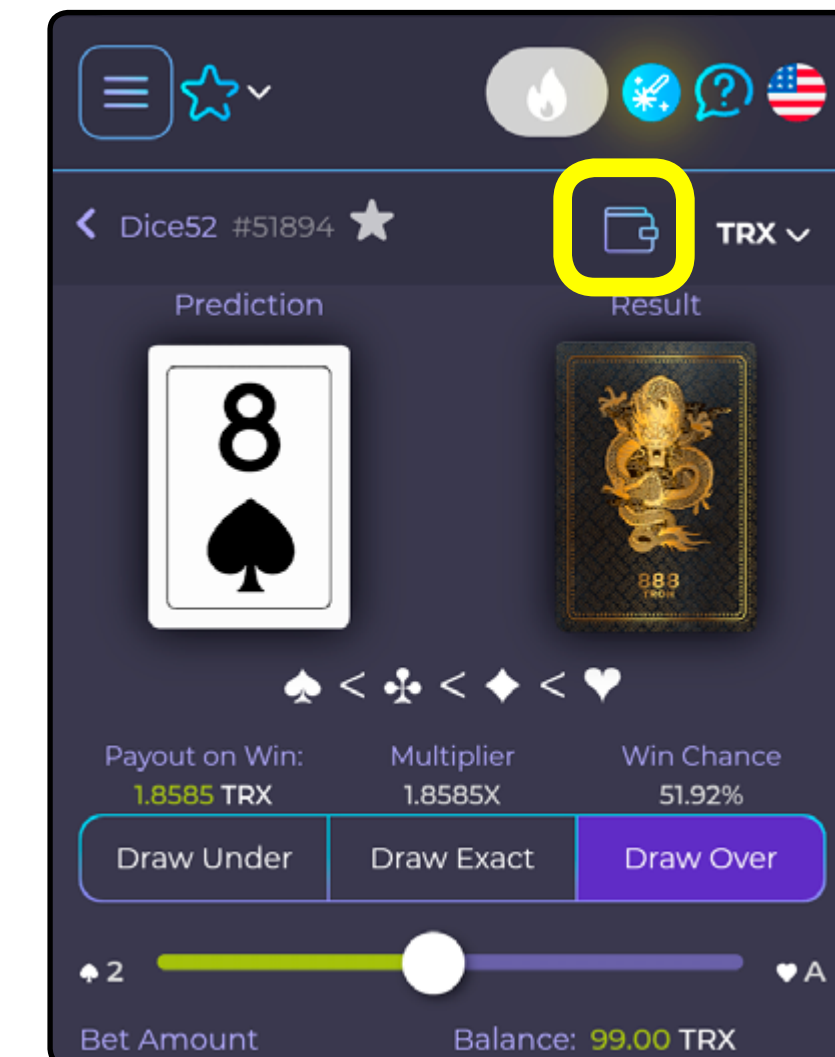 Dice52 #51894
TRX
Prediction
Result
8
888
TRON
♠ < ♣ < ♦ < ♥
Payout on Win:
Multiplier
Win Chance
1.8585 TRX
1.8585X
51.92%
Draw Under
Draw Exact
Draw Over
♠ 2
♥ A
Bet Amount
Balance: 99.00 TRX